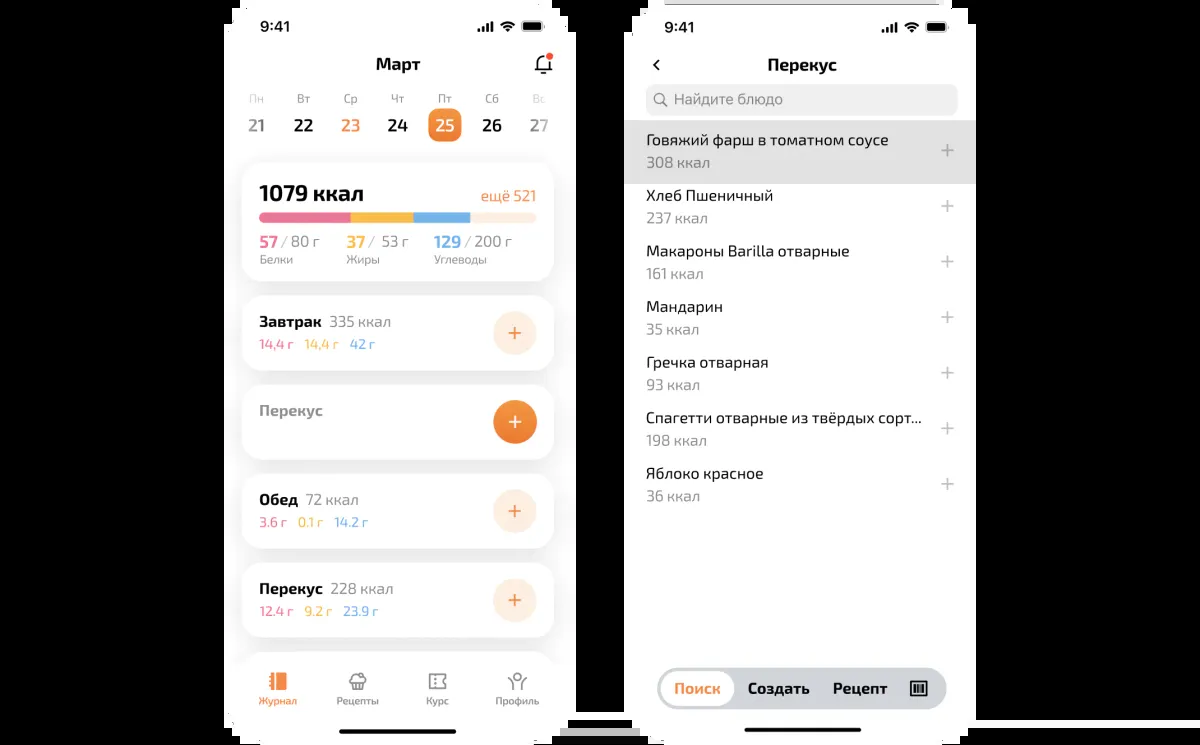 9:41
Март
Пн Вт Ср Чт Пт Сб Вс
21 22 23 24 25 26 27
1079 ккал ещё 521
57 / 80 г 37 / 53 г 129 / 200 г
Белки Жиры Углеводы
Завтрак 335 ккал
14,4 г 14,4 г 42 г
Перекус
Обед 72 ккал
3.6 г 0.1 г 14.2 г
Перекус 228 ккал
12.4 г 9.2 г 23.9 г
Журнал Рецепты Курс Профиль
9:41
Перекус
Найдите блюдо
Говяжий фарш в томатном соусе
308 ккал
Хлеб Пшеничный
237 ккал
Макароны Barilla отварные
161 ккал
Мандарин
35 ккал
Гречка отварная
93 ккал
Спагетти отварные из твёрдых сорт...
198 ккал
Яблоко красное
36 ккал
Поиск Создать Рецепт